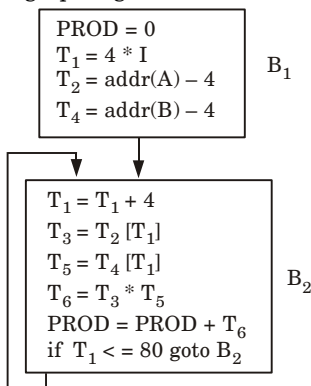 PROD = 0
T₁ = 4 * I
T₂ = addr(A) – 4
T₄ = addr(B) – 4
B₁
T₁ = T₁ + 4
T₃ = T₂ [T₁]
T₅ = T₄ [T₁]
T₆ = T₃ * T₅
PROD = PROD + T₆
if T₁ < = 80 goto B₂
B₂